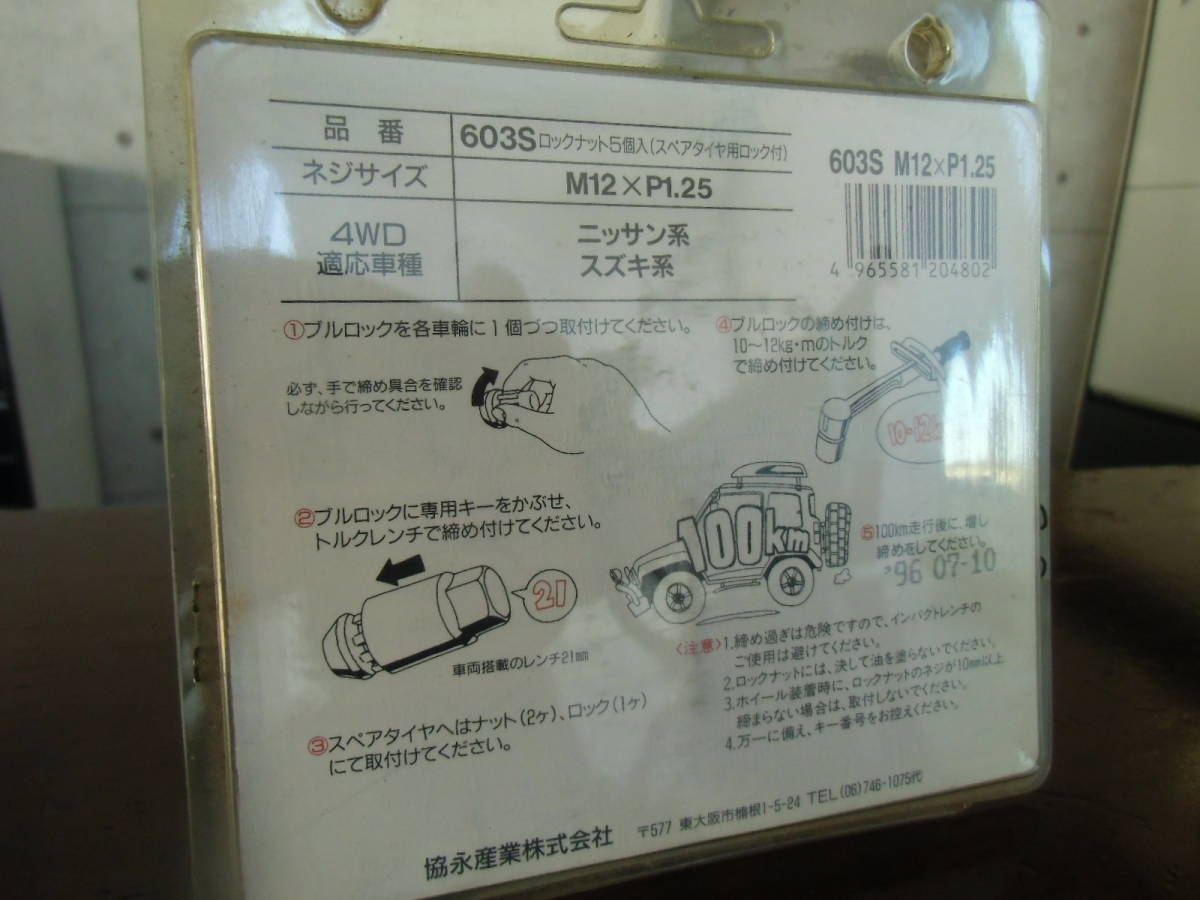 品番 603S ロックナット5個入(スペアタイヤ用ロック付)
ネジサイズ M12×P1.25
4WD
適応車種
ニッサン系
スズキ系
603S M12×P1.25
4 965581 204802
①ブルロックを各車輪に1個づつ取付けてください。
必ず、手で締め具合を確認
しながら行ってください。
②ブルロックに専用キーをかぶせ、
トルクレンチで締め付けてください。
21
車両搭載のレンチ21mm
③スペアタイヤへはナット(2ヶ)、ロック(1ヶ)
にて取付けてください。
④ブルロックの締め付けは、
10〜12kg・mのトルク
で締め付けてください。
10-12k
100km
⑤100km走行後に、増し
締めをしてください。
96 07-10
〈注意〉1.締め過ぎは危険ですので、インパクトレンチの
ご使用は避けてください。
2.ロックナットには、決して油を塗らないでください。
3.ホイール装着時に、ロックナットのネジが10mm以上
締まらない場合は、取付しないでください。
4.万一に備え、キー番号をお控えください。
協永産業株式会社 〒577 東大阪市楠根1-5-24 TEL(06)746-1075代